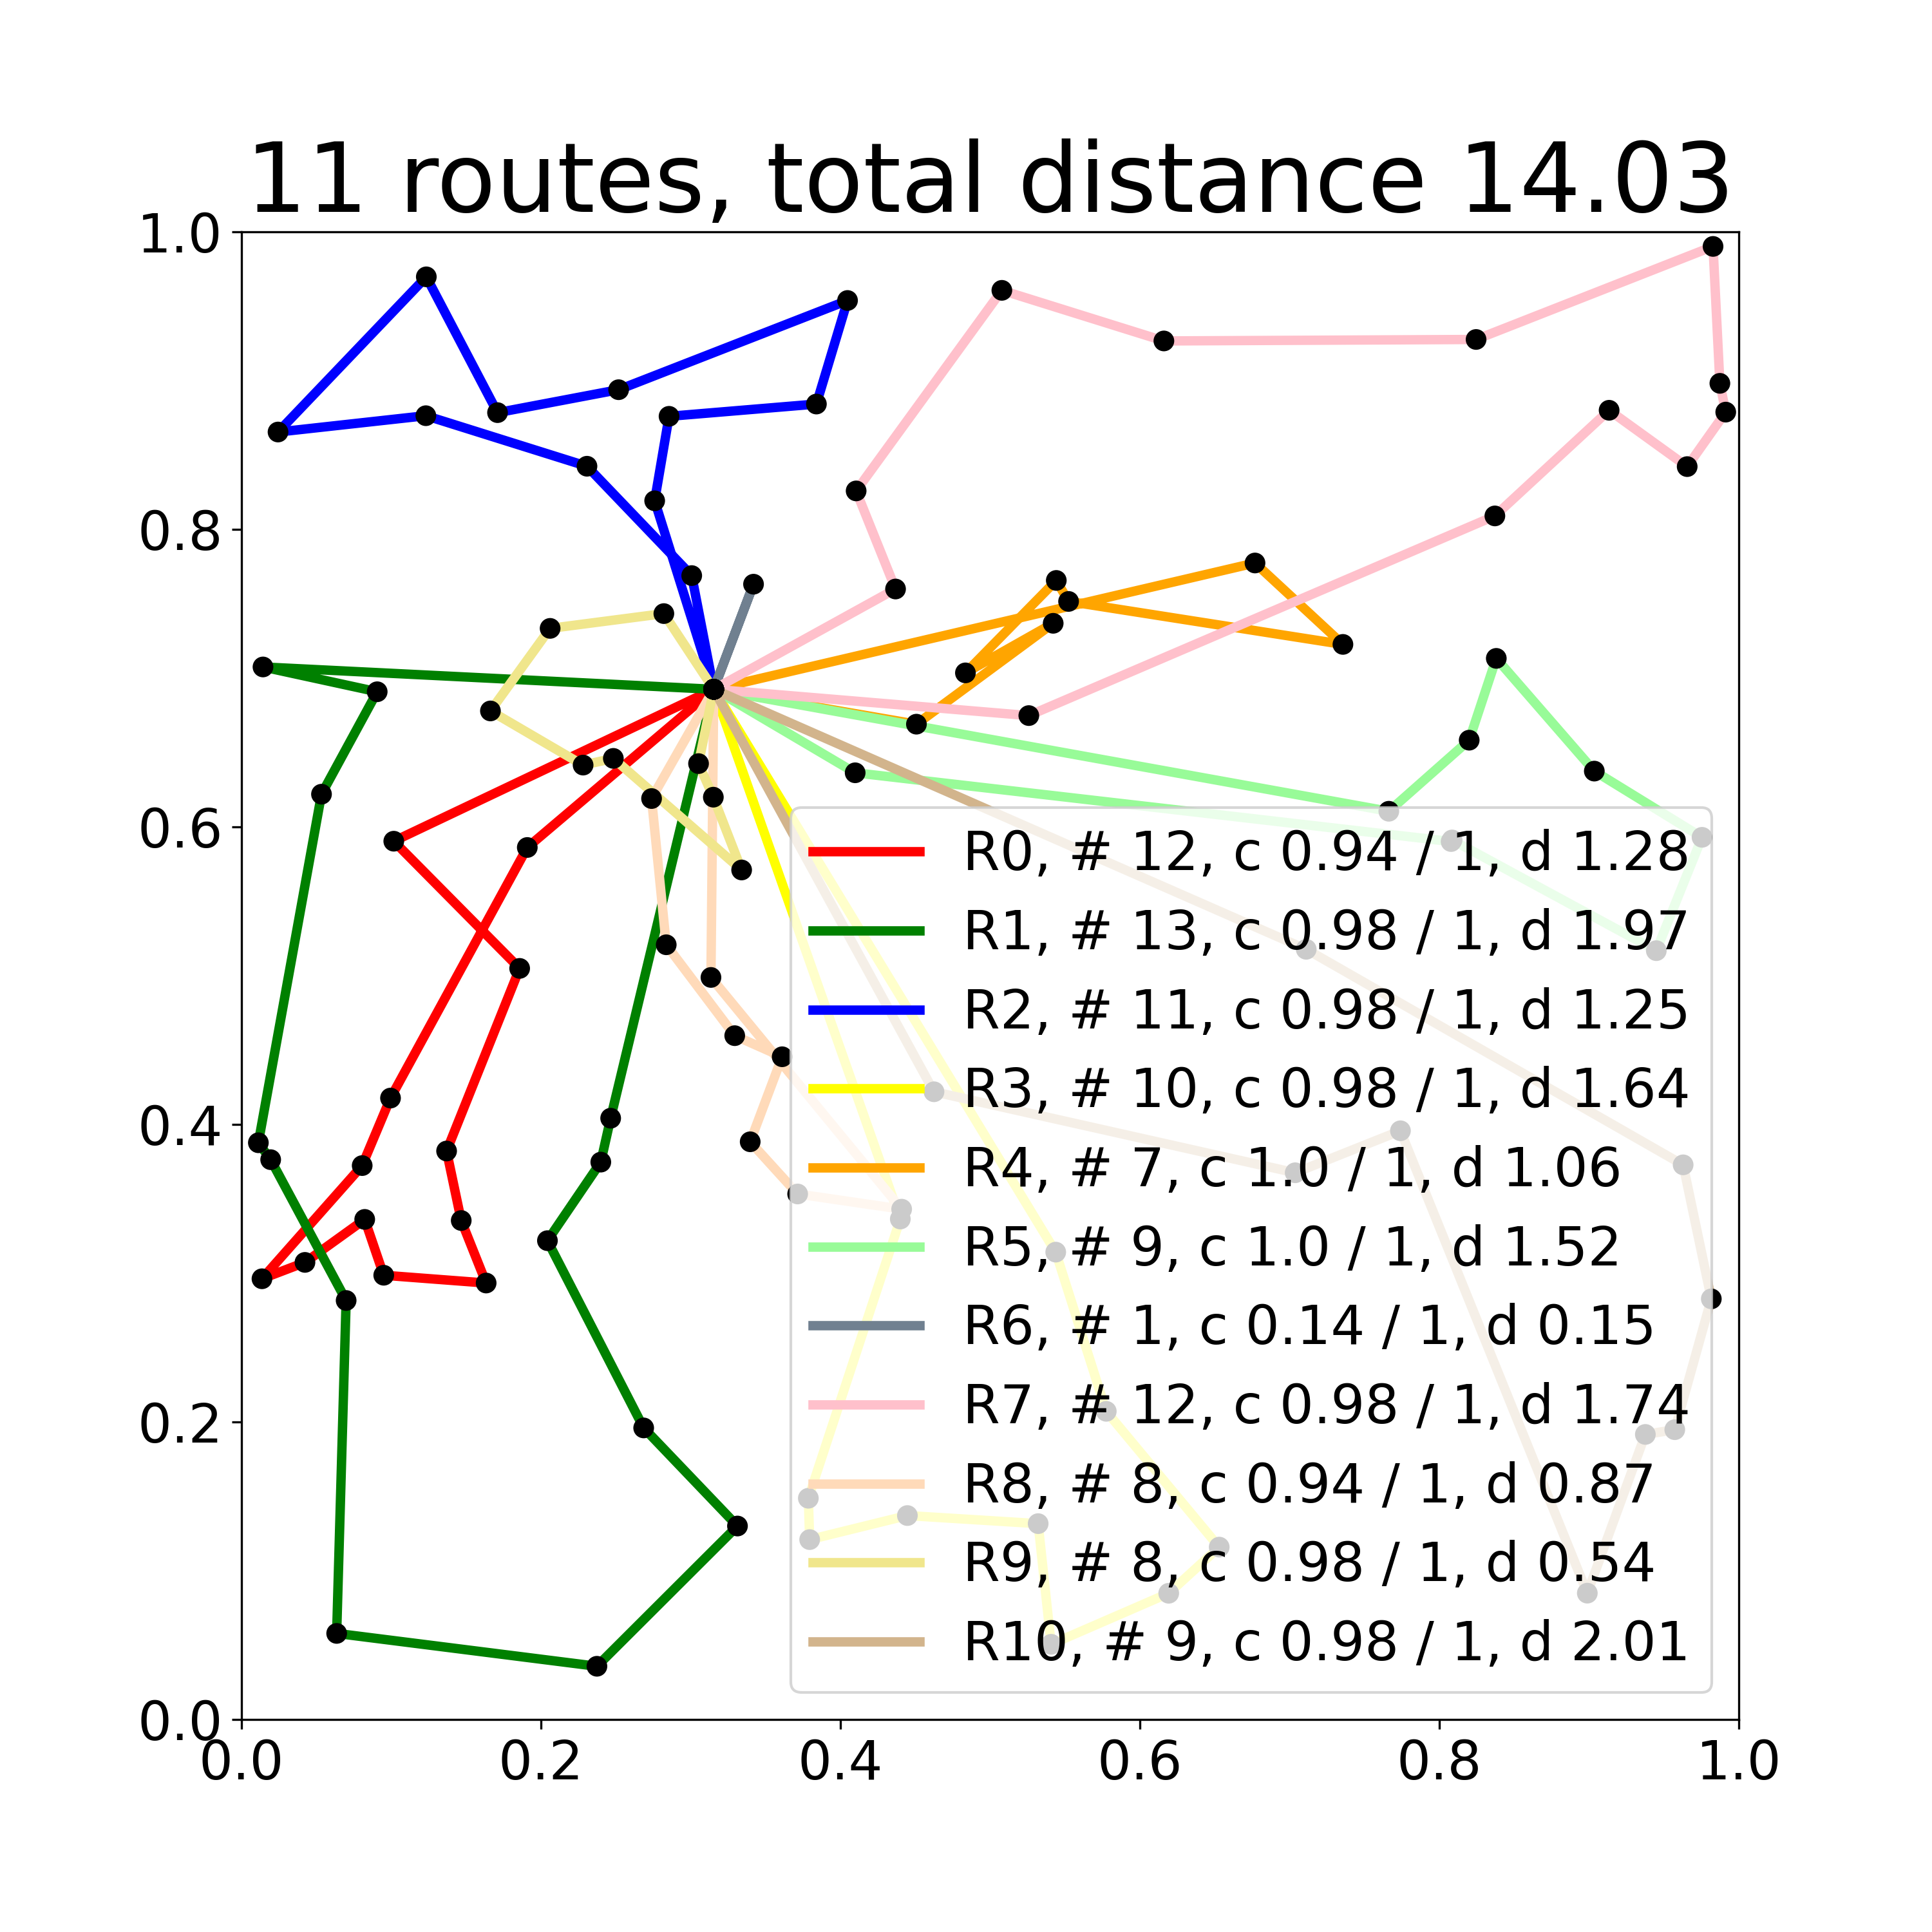 11 routes, total distance 14.03
1.0
0.8
0.6
0.4
0.2
0.0
0.0 0.2 0.4 0.6 0.8 1.0
R0, # 12, c 0.94 / 1, d 1.28
R1, # 13, c 0.98 / 1, d 1.97
R2, # 11, c 0.98 / 1, d 1.25
R3, # 10, c 0.98 / 1, d 1.64
R4, # 7, c 1.0 / 1, d 1.06
R5, # 9, c 1.0 / 1, d 1.52
R6, # 1, c 0.14 / 1, d 0.15
R7, # 12, c 0.98 / 1, d 1.74
R8, # 8, c 0.94 / 1, d 0.87
R9, # 8, c 0.98 / 1, d 0.54
R10, # 9, c 0.98 / 1, d 2.01